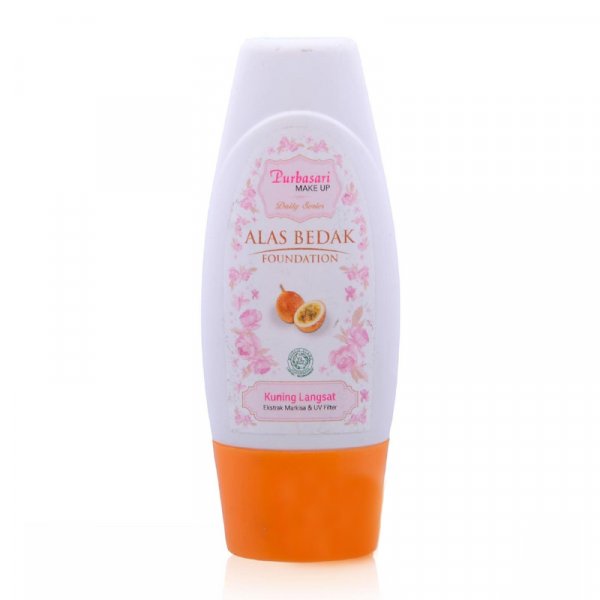 Purbasari
MAKE UP
Daily Series
ALAS BEDAK
FOUNDATION
Kuning Langsat
Ekstrak Markisa & UV Filter